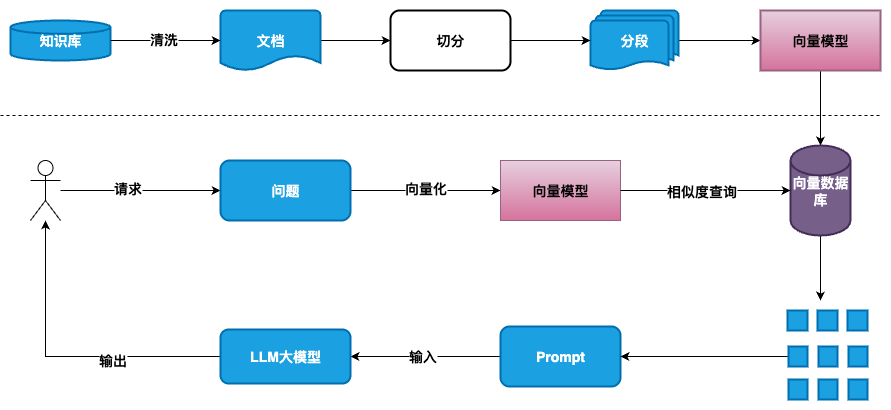 知识库
清洗
文档
切分
分段
向量模型
请求
问题
向量化
向量模型
相似度查询
向量数据
库
输出
LLM大模型
输入
Prompt